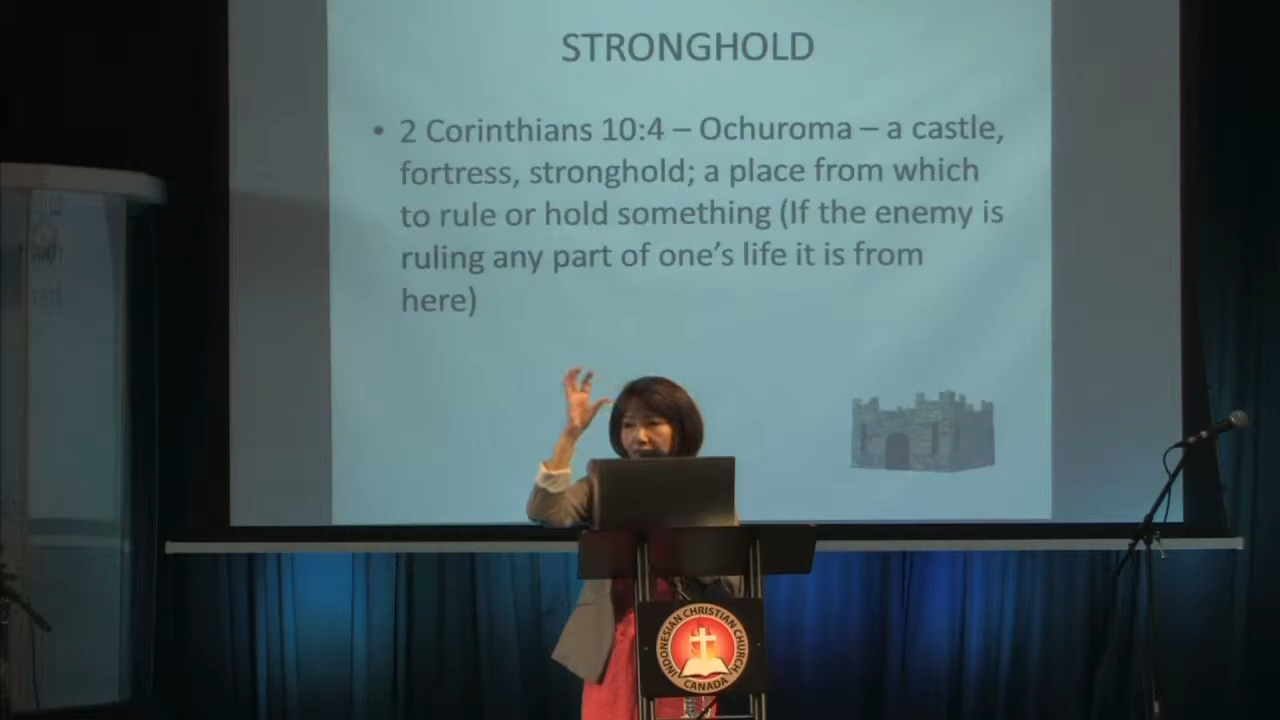 STRONGHOLD
• 2 Corinthians 10:4 – Ochuroma – a castle,
fortress, stronghold; a place from which
to rule or hold something (If the enemy is
ruling any part of one's life it is from
here)
INDONESIAN CHRISTIAN CHURCH
CANADA